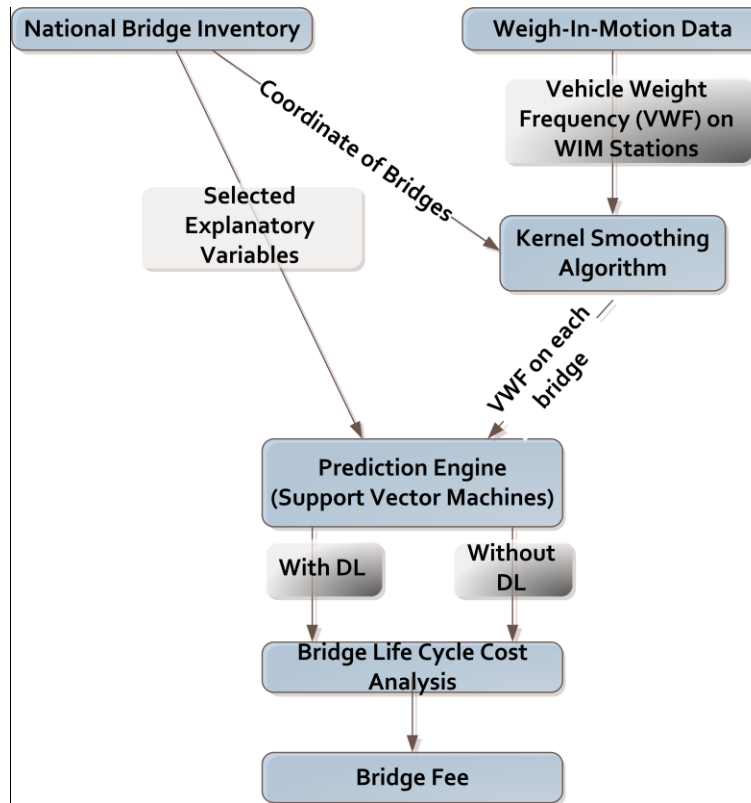 National Bridge Inventory
Weigh-In-Motion Data
Vehicle Weight
Frequency (VWF) on
WIM Stations
Coordinate of Bridges
Selected
Explanatory
Variables
Kernel Smoothing
Algorithm
VWF on each
bridge
Prediction Engine
(Support Vector Machines)
With DL
Without
DL
Bridge Life Cycle Cost
Analysis
Bridge Fee